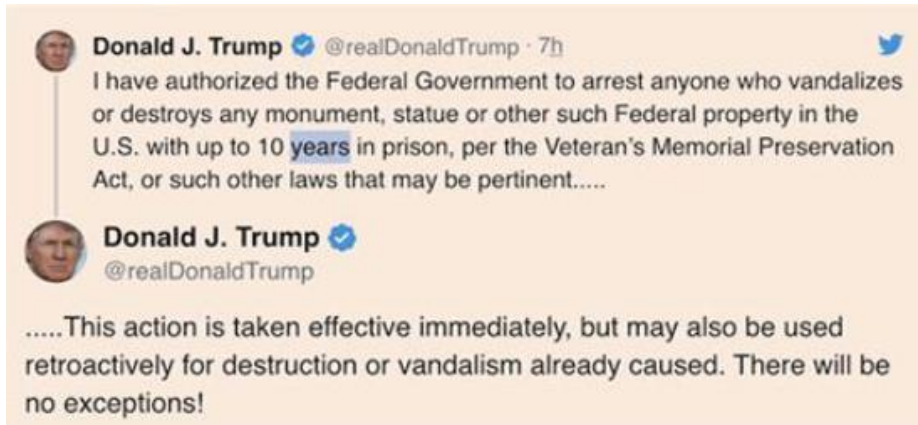 Donald J. Trump @realDonaldTrump · 7h
I have authorized the Federal Government to arrest anyone who vandalizes
or destroys any monument, statue or other such Federal property in the
U.S. with up to 10 years in prison, per the Veteran's Memorial Preservation
Act, or such other laws that may be pertinent.....
Donald J. Trump
@realDonaldTrump
.....This action is taken effective immediately, but may also be used
retroactively for destruction or vandalism already caused. There will be
no exceptions!